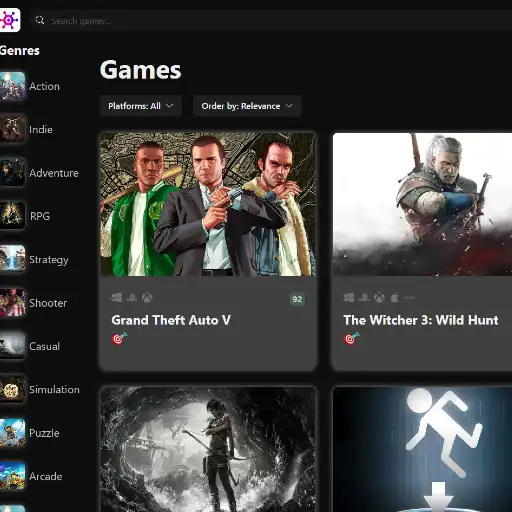 Search games...
Genres
Action
Indie
Adventure
RPG
Strategy
Shooter
Casual
Simulation
Puzzle
Arcade
Games
Platforms: All
Order by: Relevance
92
Grand Theft Auto V
The Witcher 3: Wild Hunt